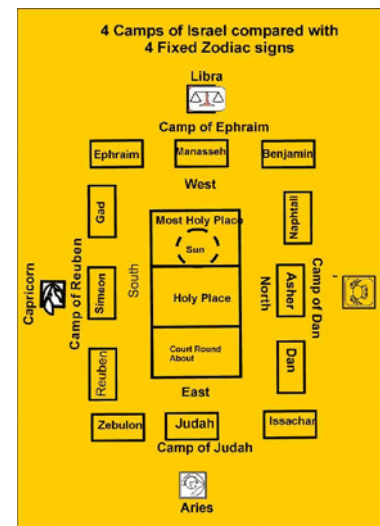 4 Camps of Israel compared with
4 Fixed Zodiac signs
Libra
Camp of Ephraim
Ephraim
Manasseh
Benjamin
West
Gad
Most Holy Place
Nephtali
Sun
Capricorn
Camp of Reuben
Simeon
South
Holy Place
North
Asher
Camp of Dan
Reuben
Court Round
About
Dan
East
Zebulon
Judah
Issachar
Camp of Judah
Aries